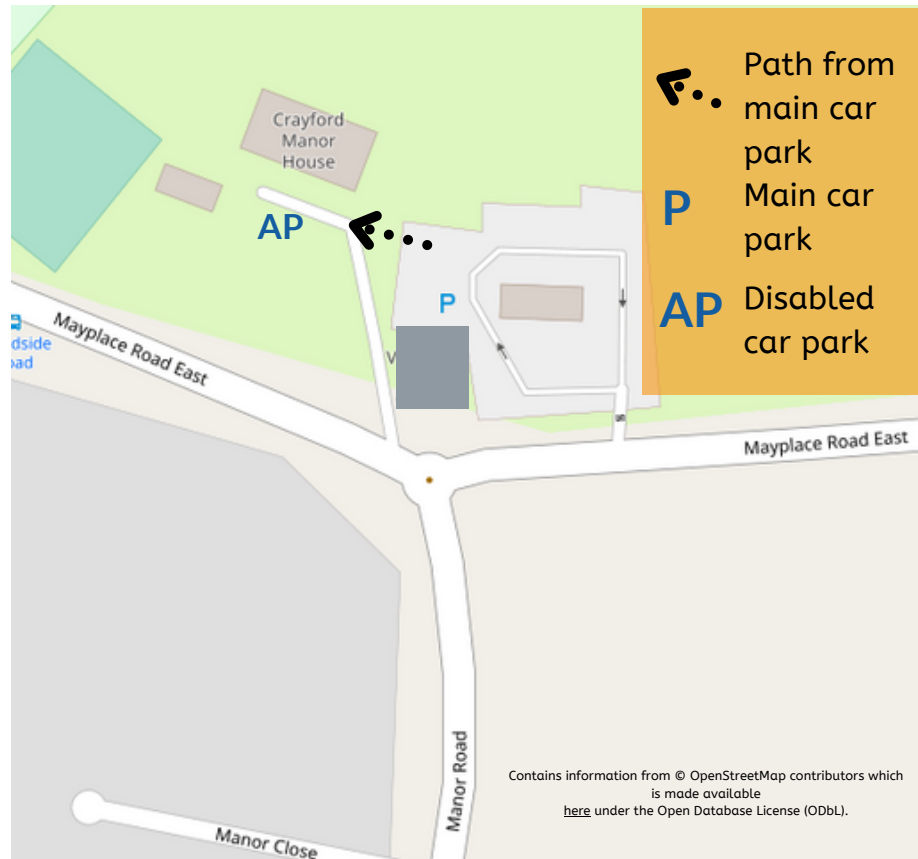 Path from
main car
park
P
Main car
park
AP
Disabled
car park
Crayford
Manor
House
AP
P
Mayplace Road East
Mayplace Road East
Manor Road
Manor Close
Contains information from © OpenStreetMap contributors which
is made available
here under the Open Database License (ODbL).